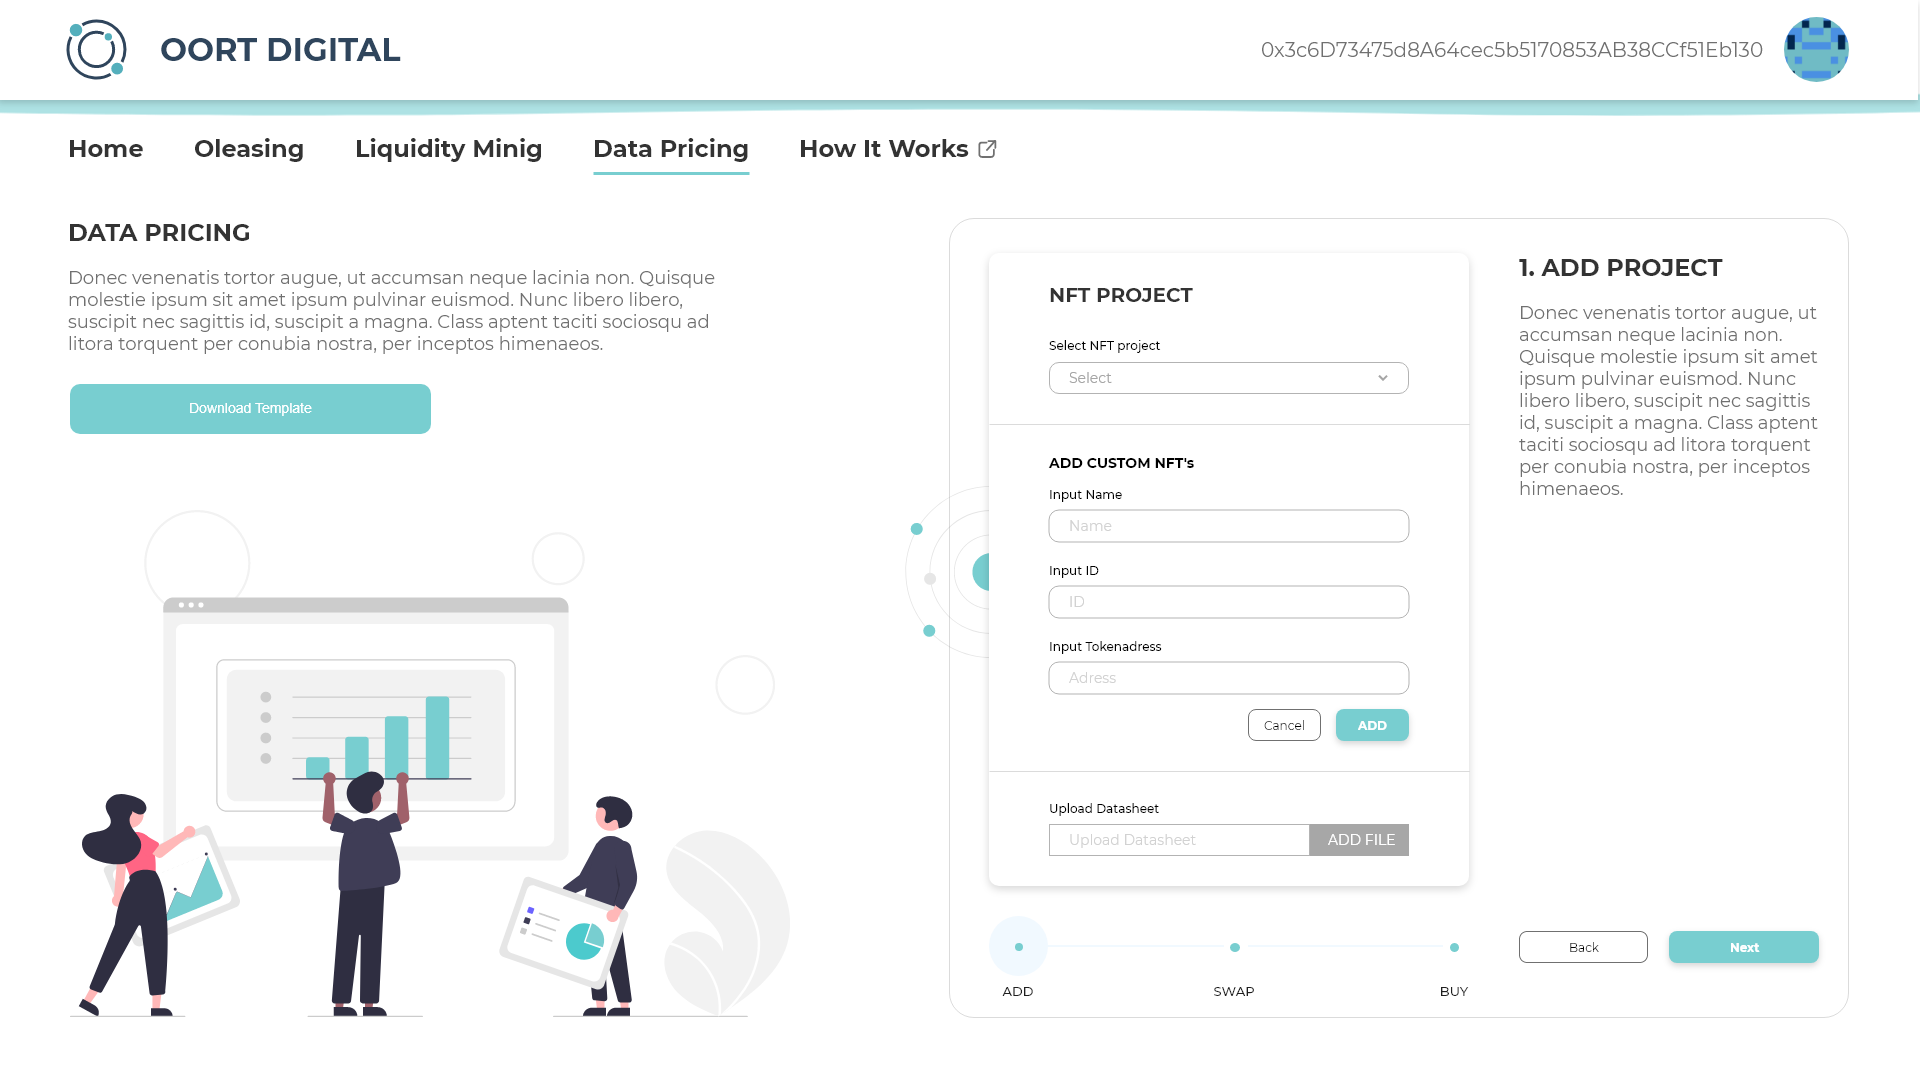 OORT DIGITAL
0x3c6D73475d8A64cec5b5170853AB38CCf51Eb130
Home Oleasing Liquidity Minig Data Pricing How It Works
DATA PRICING
Donec venenatis tortor augue, ut accumsan neque lacinia non. Quisque
molestie ipsum sit amet ipsum pulvinar euismod. Nunc libero libero,
suscipit nec sagittis id, suscipit a magna. Class aptent taciti sociosqu ad
litora torquent per conubia nostra, per inceptos himenaeos.
Download Template
NFT PROJECT
Select NFT project
Select
ADD CUSTOM NFT's
Input Name
Name
Input ID
ID
Input Tokenadress
Adress
Cancel ADD
Upload Datasheet
Upload Datasheet ADD FILE
1. ADD PROJECT
Donec venenatis tortor augue, ut
accumsan neque lacinia non.
Quisque molestie ipsum sit amet
ipsum pulvinar euismod. Nunc
libero libero, suscipit nec sagittis
id, suscipit a magna. Class aptent
taciti sociosqu ad litora torquent
per conubia nostra, per inceptos
himenaeos.
ADD SWAP BUY
Back Next